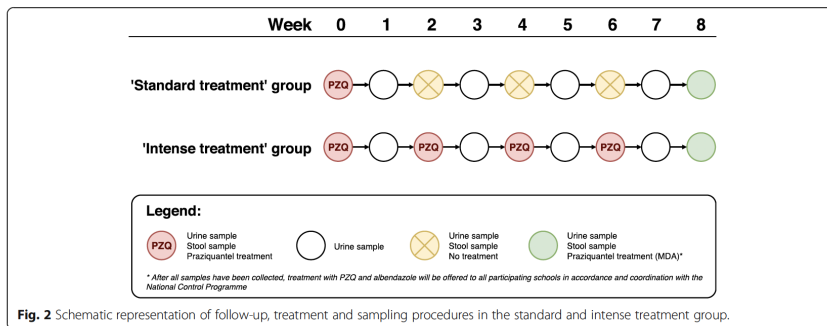 Week 0 1 2 3 4 5 6 7 8
'Standard treatment' group PZQ
'Intense treatment' group PZQ PZQ PZQ PZQ
Legend:
PZQ
Urine sample
Stool sample
Praziquantel treatment
Urine sample
Urine sample
Stool sample
No treatment
Urine sample
Stool sample
Praziquantel treatment (MDA)*
* After all samples have been collected, treatment with PZQ and albendazole will be offered to all participating schools in accordance and coordination with the
National Control Programme
Fig. 2 Schematic representation of follow-up, treatment and sampling procedures in the standard and intense treatment group.